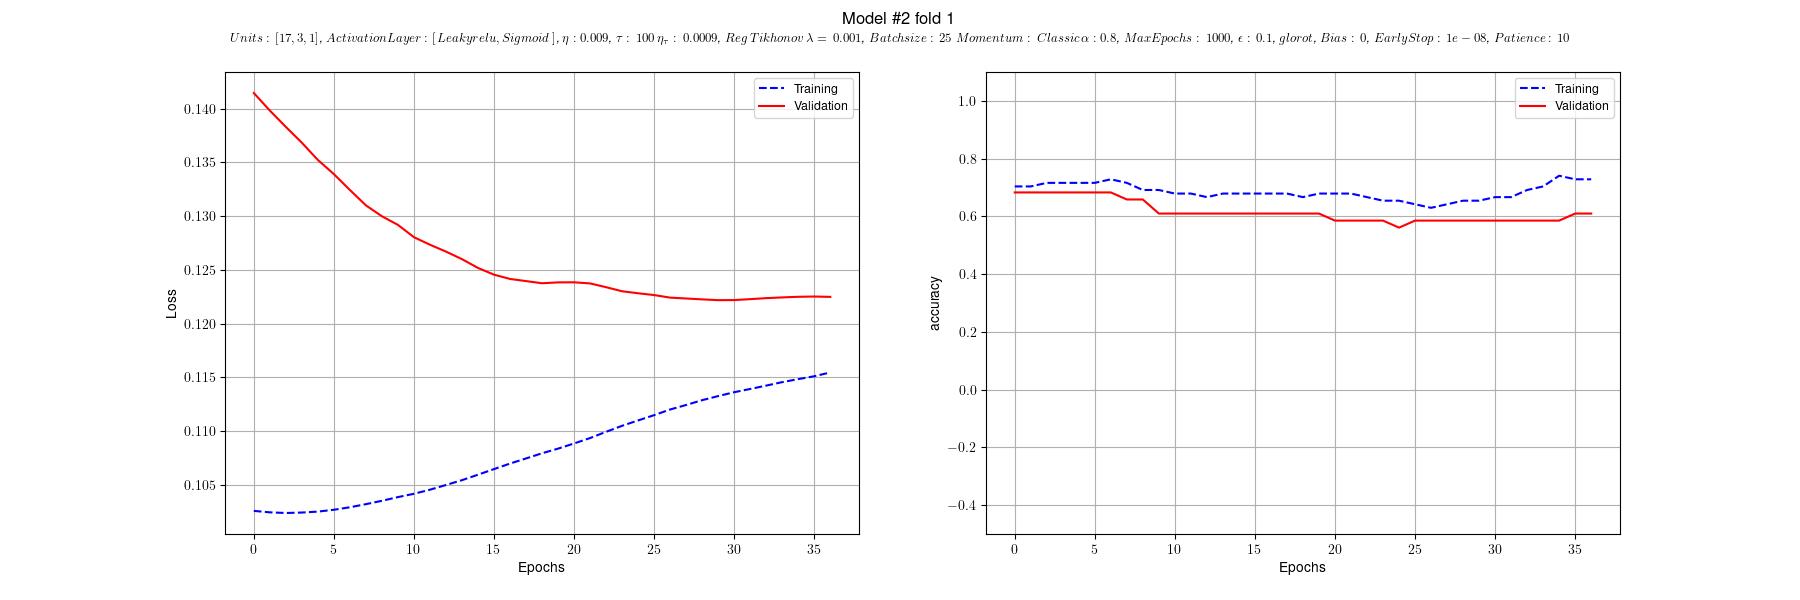 Model #2 fold 1
Units : [17, 3, 1], ActivationLayer : [Leakyrelu, Sigmoid ], η : 0.009, τ : 100 ητ : 0.0009, Reg Tikhonov λ = 0.001, Batchsize : 25 Momentum : Classicα : 0.8, MaxEpochs : 1000, ϵ : 0.1, glorot, Bias : 0, EarlyStop : 1e − 08, Patience : 10
Training
Validation
0.140
0.135
0.130
0.125
0.120
0.115
0.110
0.105
Loss
0 5 10 15 20 25 30 35
Epochs
Training
Validation
1.0
0.8
0.6
0.4
0.2
0.0
−0.2
−0.4
accuracy
0 5 10 15 20 25 30 35
Epochs